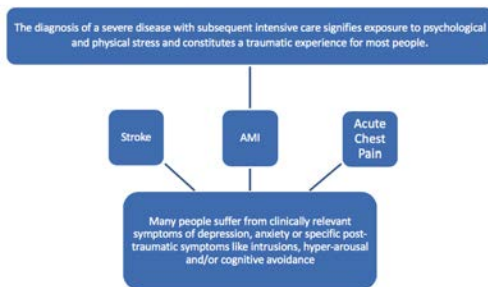 The diagnosis of a severe disease with subsequent intensive care signifies exposure to psychological
and physical stress and constitutes a traumatic experience for most people.
Stroke
AMI
Acute
Chest
Pain
Many people suffer from clinically relevant
symptoms of depression, anxiety or specific post-
traumatic symptoms like intrusions, hyper-arousal
and/or cognitive avoidance